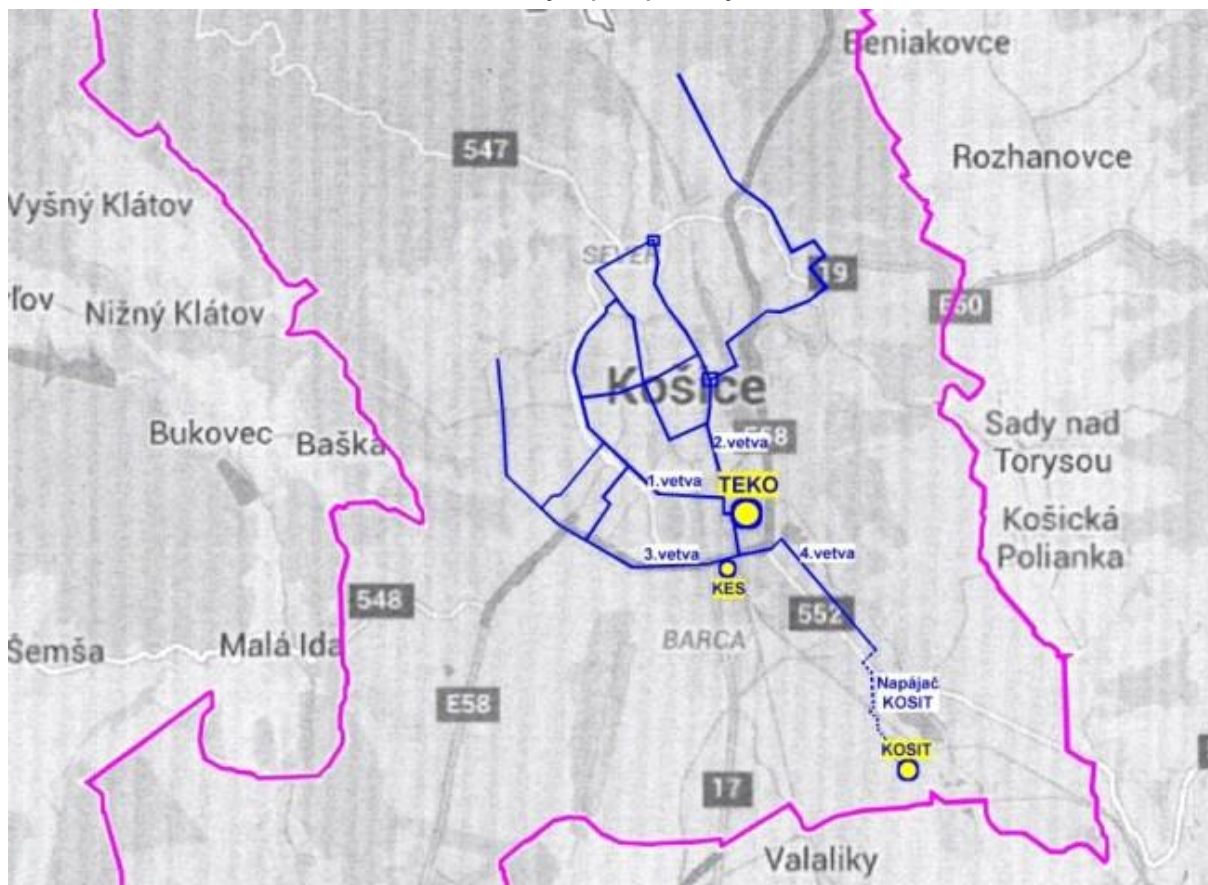 Beniakovce
547
Rozhanovce
Vyšný Klátov
SEVER
19
Nižný Klátov
E50
Košice
Bukovec
Baška
Sady nad
Torysou
E58
2.vetva
1.vetva
TEKO
Košická
Polianka
3.vetva
4.vetva
KES
548
552
Šemša
Malá Ida
BARCA
Napájač
KOSIT
E58
KOSIT
17
Valaliky